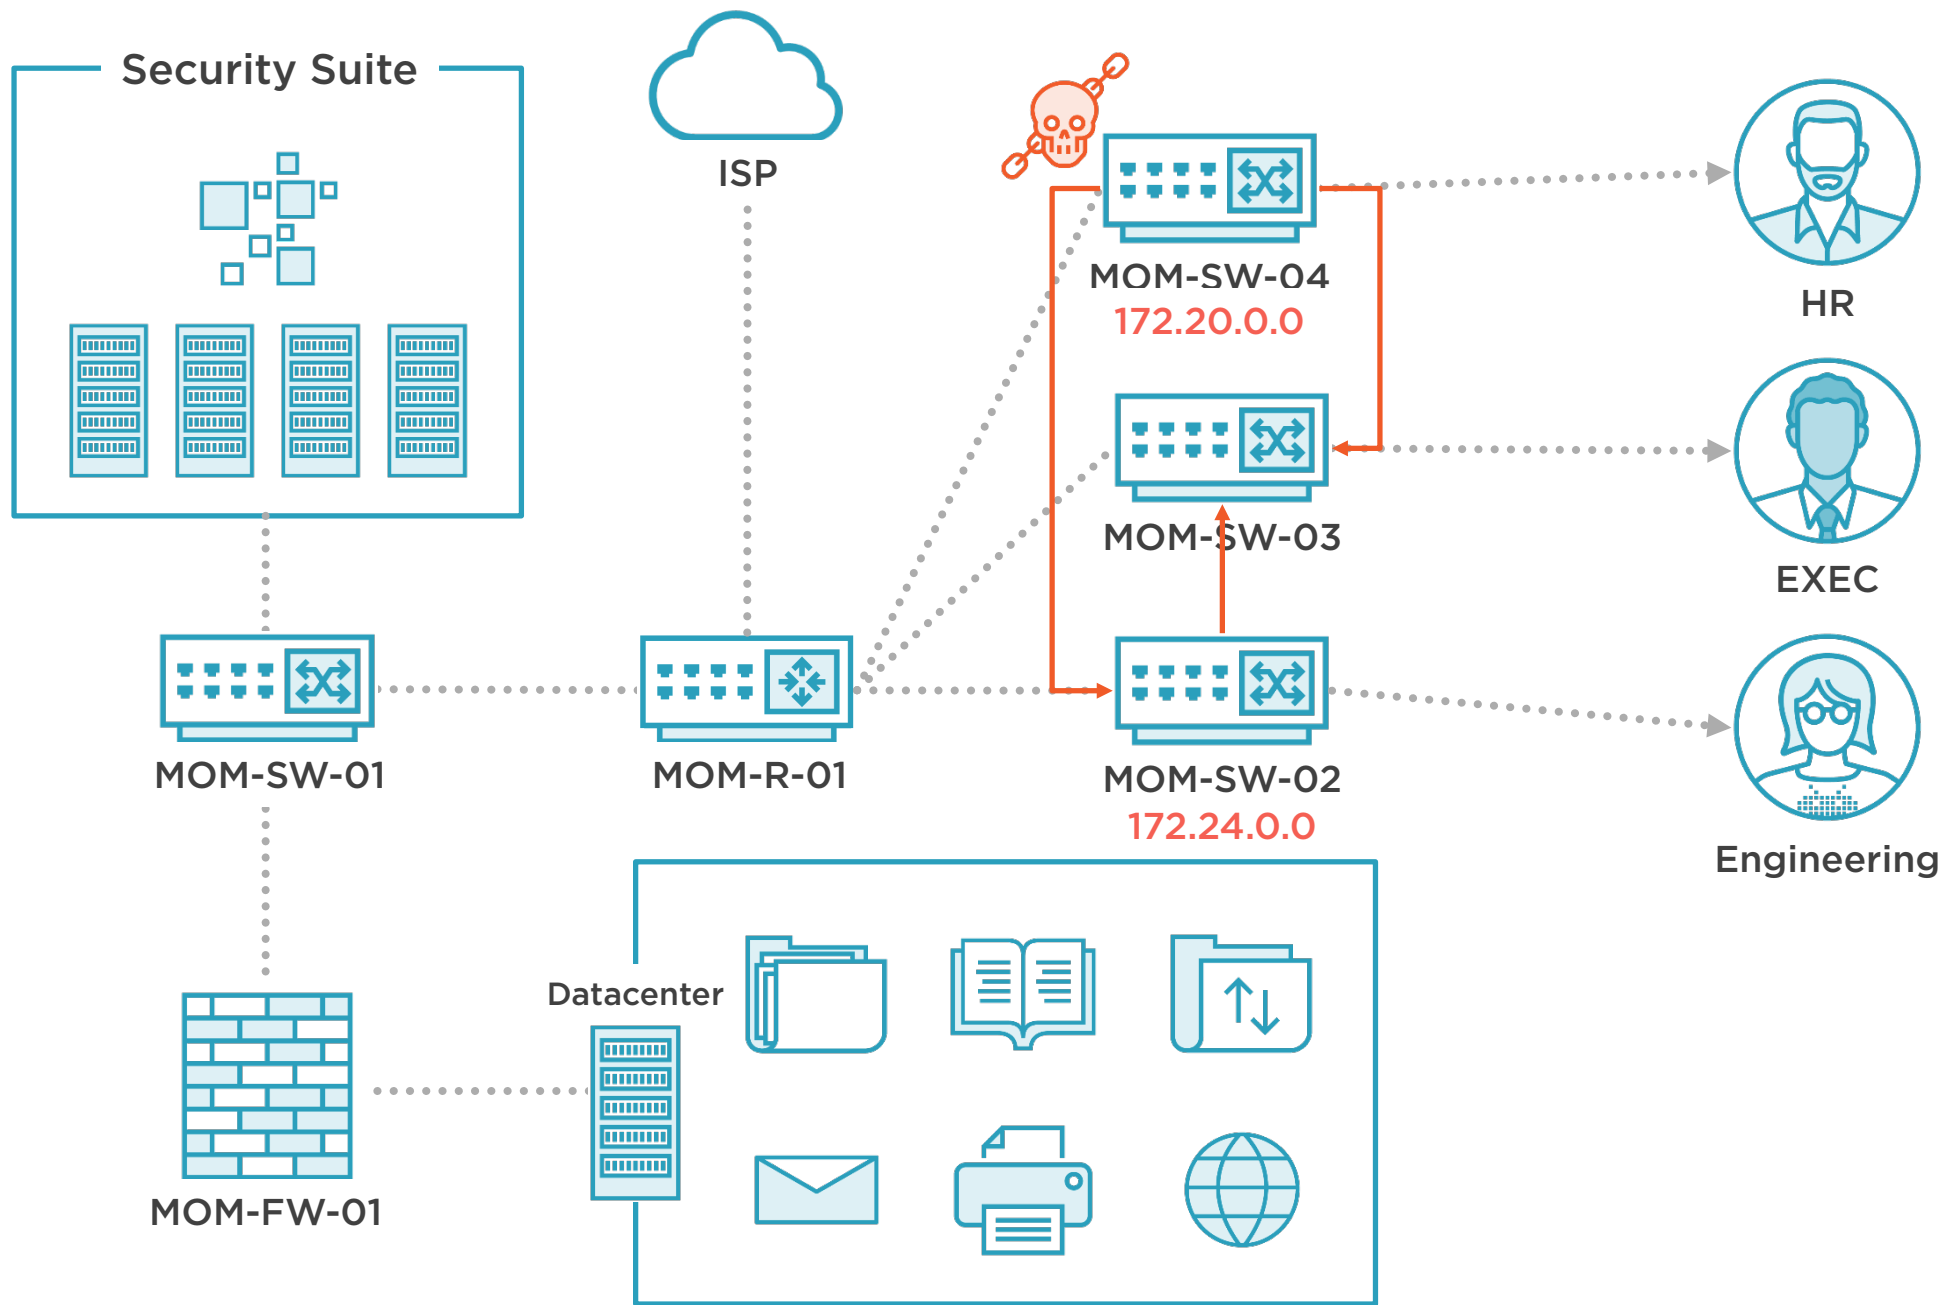 Security Suite
ISP
MOM-SW-04
172.20.0.0
HR
MOM-SW-03
EXEC
MOM-SW-01
MOM-R-01
MOM-SW-02
172.24.0.0
Engineering
Datacenter
MOM-FW-01